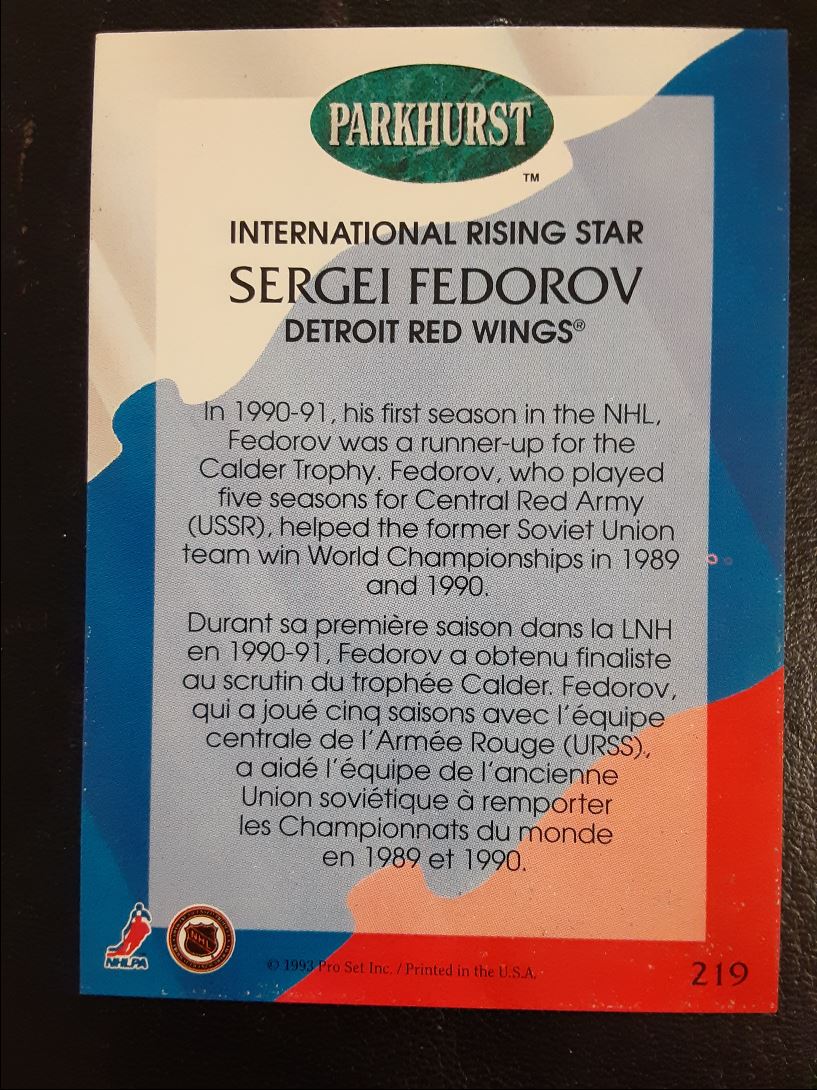 PARKHURST
TM
INTERNATIONAL RISING STAR
SERGEI FEDOROV
DETROIT RED WINGS®
In 1990-91, his first season in the NHL,
Fedorov was a runner-up for the
Calder Trophy. Fedorov, who played
five seasons for Central Red Army
(USSR), helped the former Soviet Union
team win World Championships in 1989
and 1990.
Durant sa première saison dans la LNH
en 1990-91, Fedorov a obtenu finaliste
au scrutin du trophée Calder. Fedorov,
qui a joué cinq saisons avec l'équipe
centrale de l'Armée Rouge (URSS),
a aidé l'équipe de l'ancienne
Union soviétique à remporter
les Championnats du monde
en 1989 et 1990.
NHLPA
NHL
© 1993 Pro Set Inc. / Printed in the U.S.A.
219